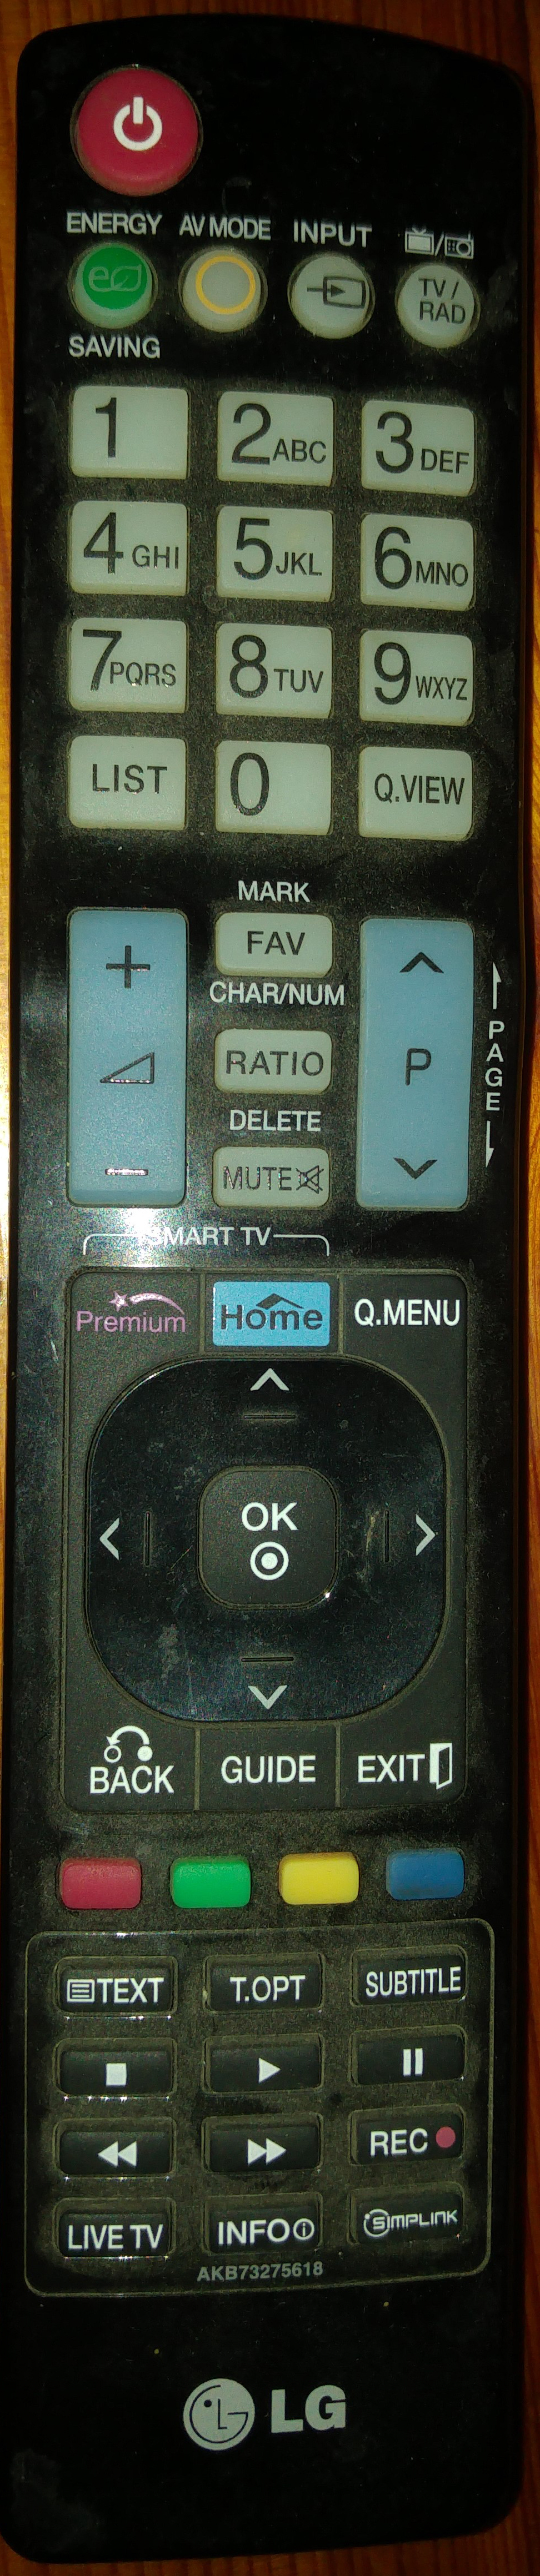 ENERGY AV MODE INPUT
TV/
RAD
SAVING
1 2ABC 3DEF
4GHI 5JKL 6MNO
7PQRS 8TUV 9WXYZ
LIST 0 Q.VIEW
MARK
FAV
CHAR/NUM
RATIO
P
PAGE
DELETE
MUTE
SMART TV
Premium Home Q.MENU
OK
BACK GUIDE EXIT
TEXT T.OPT SUBTITLE
REC
LIVE TV INFO SIMPLINK
AKB73275618
LG